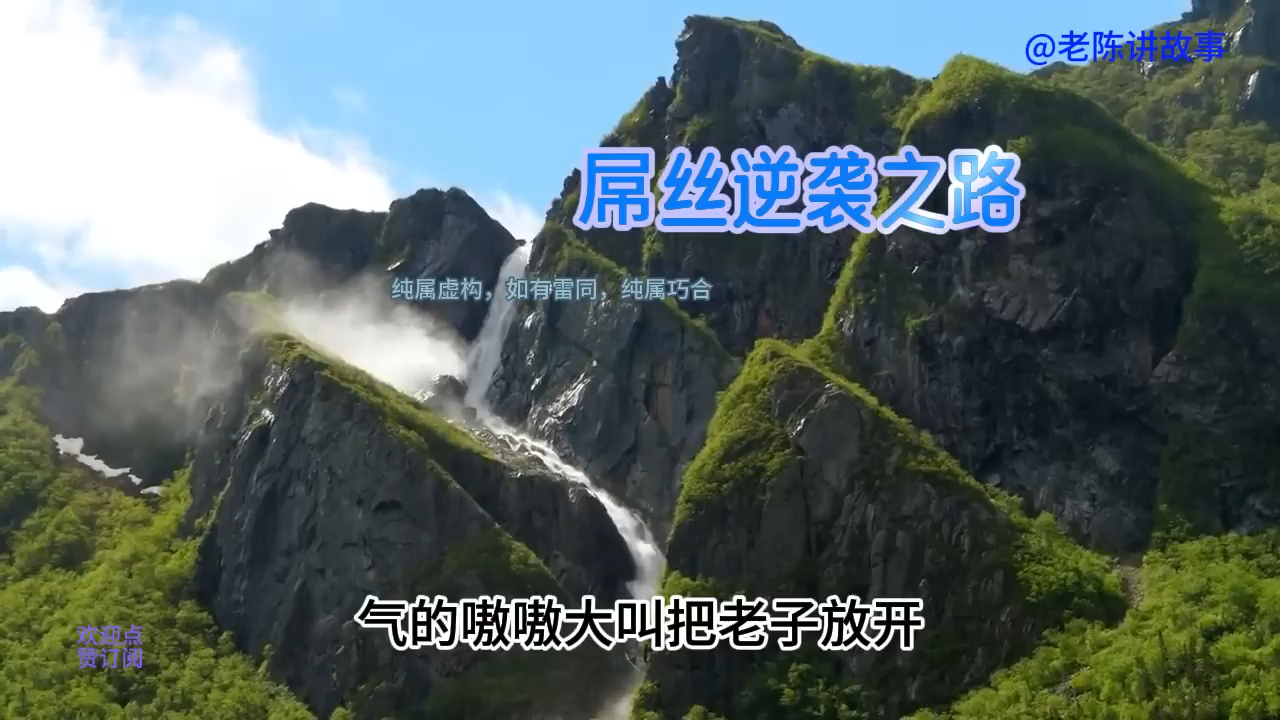 @老陈讲故事
屌丝逆袭之路
纯属虚构，如有雷同，纯属巧合
气的嗷嗷大叫把老子放开
欢迎点
赞订阅